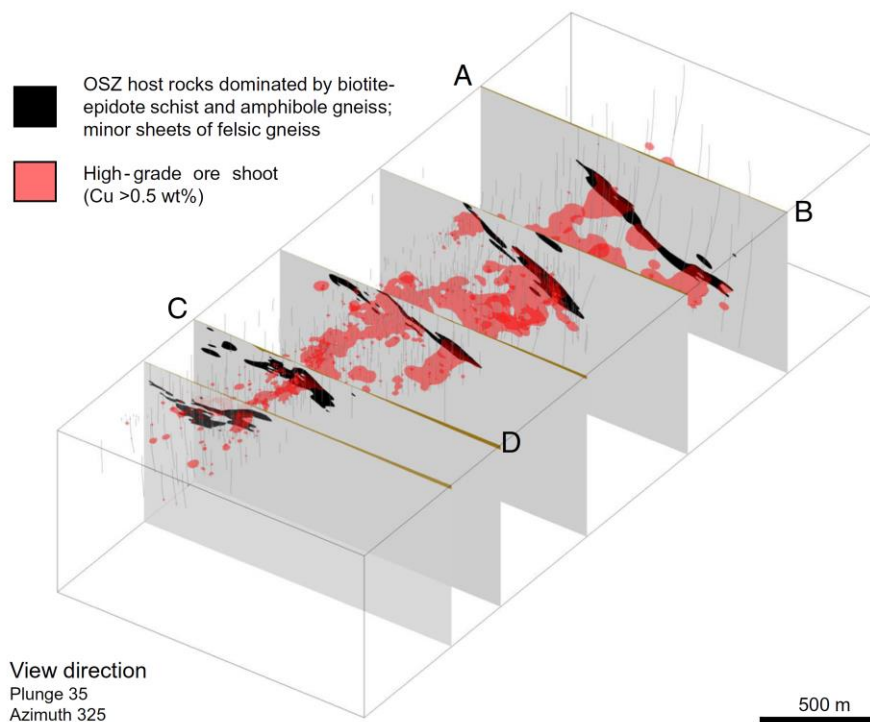 A
OSZ host rocks dominated by biotite-
epidote schist and amphibole gneiss;
minor sheets of felsic gneiss
High-grade ore shoot
(Cu >0.5 wt%)
B
C
D
View direction
Plunge 35
Azimuth 325
500 m